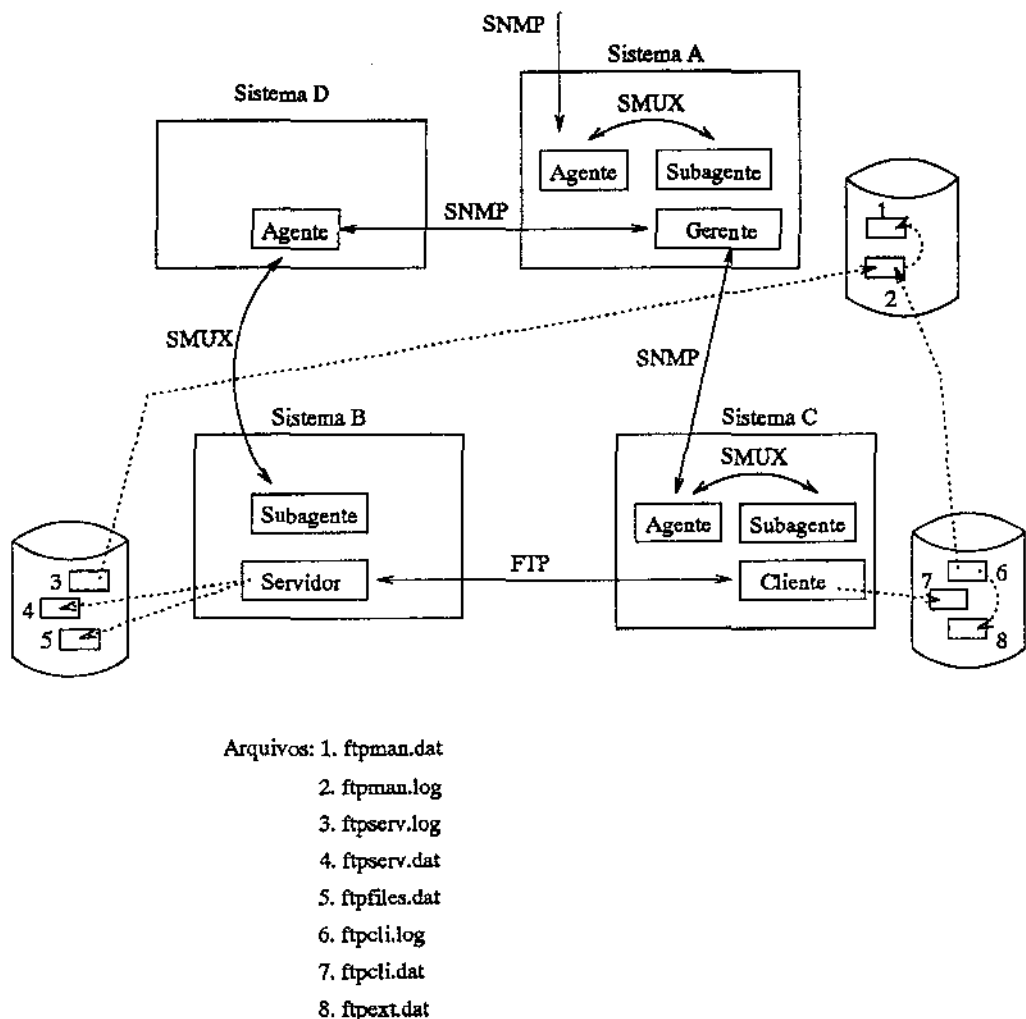 SNMP
Sistema A
Sistema D
SMUX
Agente
Subagente
SNMP
Agente
Gerente
1
2
SMUX
SNMP
Sistema B
Sistema C
SMUX
Subagente
Agente
Subagente
FTP
Servidor
Cliente
3
4
5
6
7
8
Arquivos: 1. ftpman.dat
2. ftpman.log
3. ftpserv.log
4. ftpserv.dat
5. ftpfiles.dat
6. ftpcli.log
7. ftpcli.dat
8. ftpext.dat